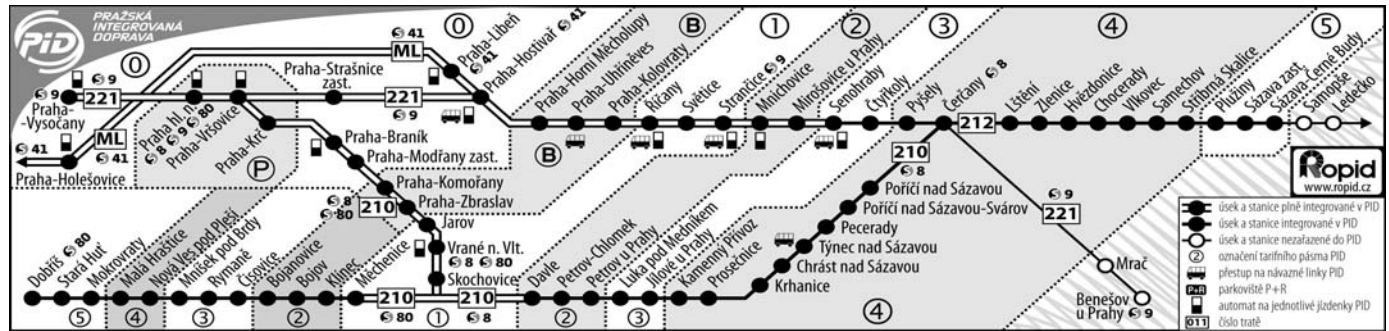 PRAŽSKÁ
INTEGROVANÁ
DOPRAVA
PiD
0
0
B
1
2
3
4
5
S 41
ML
Praha-Libeň
S 41
Praha-Hostivař S 41
Praha-Horní Měcholupy
Praha-Uhříněves
Praha-Kolovraty
Říčany
Světice
Strančice S 9
Mnichovice
Mirošovice u Prahy
Senohraby
Čtyřkoly
Pyšely
Čerčany S 8
212
Lštění
Zlenice
Hvězdonice
Chocerady
Vlkovec
Samechov
Stříbrná Skalice
Plužiny
Sázava zast.
Sázava-Černé Budy
Samopše
Ledečko
S 9
Praha-
-Vysočany
221
S 9
Praha hl. n.
S 8 S 9 S 80
Praha-Vršovice
Praha-Krč
Praha-Strašnice
zast.
221
S 9
ML
S 41
S 41
Praha-Holešovice
P
B
Praha-Braník
Praha-Modřany zast.
Praha-Komořany
Praha-Zbraslav
Jarov
S 8
210
S 80
Vrané n. Vlt.
S 8 S 80
Skochovice
210
S 8
Poříčí nad Sázavou
Poříčí nad Sázavou-Svárov
Pecerady
Týnec nad Sázavou
Chrást nad Sázavou
Krhanice
S 9
221
Mrač
Benešov
u Prahy S 9
Dobříš S 80
Stará Huť
Mokrovraty
Malá Hraštice
Nová Ves pod Pleší
Mníšek pod Brdy
Rymaně
Čisovice
Bojanovice
Bojov
Klínec
Měchenice
210
S 80
210
S 8
Davle
Petrov-Chlomek
Petrov u Prahy
Luka pod Medníkem
Jílové u Prahy
Kamenný Přívoz
Prosečnice
5
4
3
2
1
2
3
4
Ropid
www.ropid.cz
úsek a stanice plně integrované v PID
úsek a stanice integrované v PID
úsek a stanice nezařazené do PID
2 označení tarifního pásma PID
přestup na návazné linky PID
P+R parkoviště P+R
automat na jednotlivé jízdenky PID
011 číslo tratě